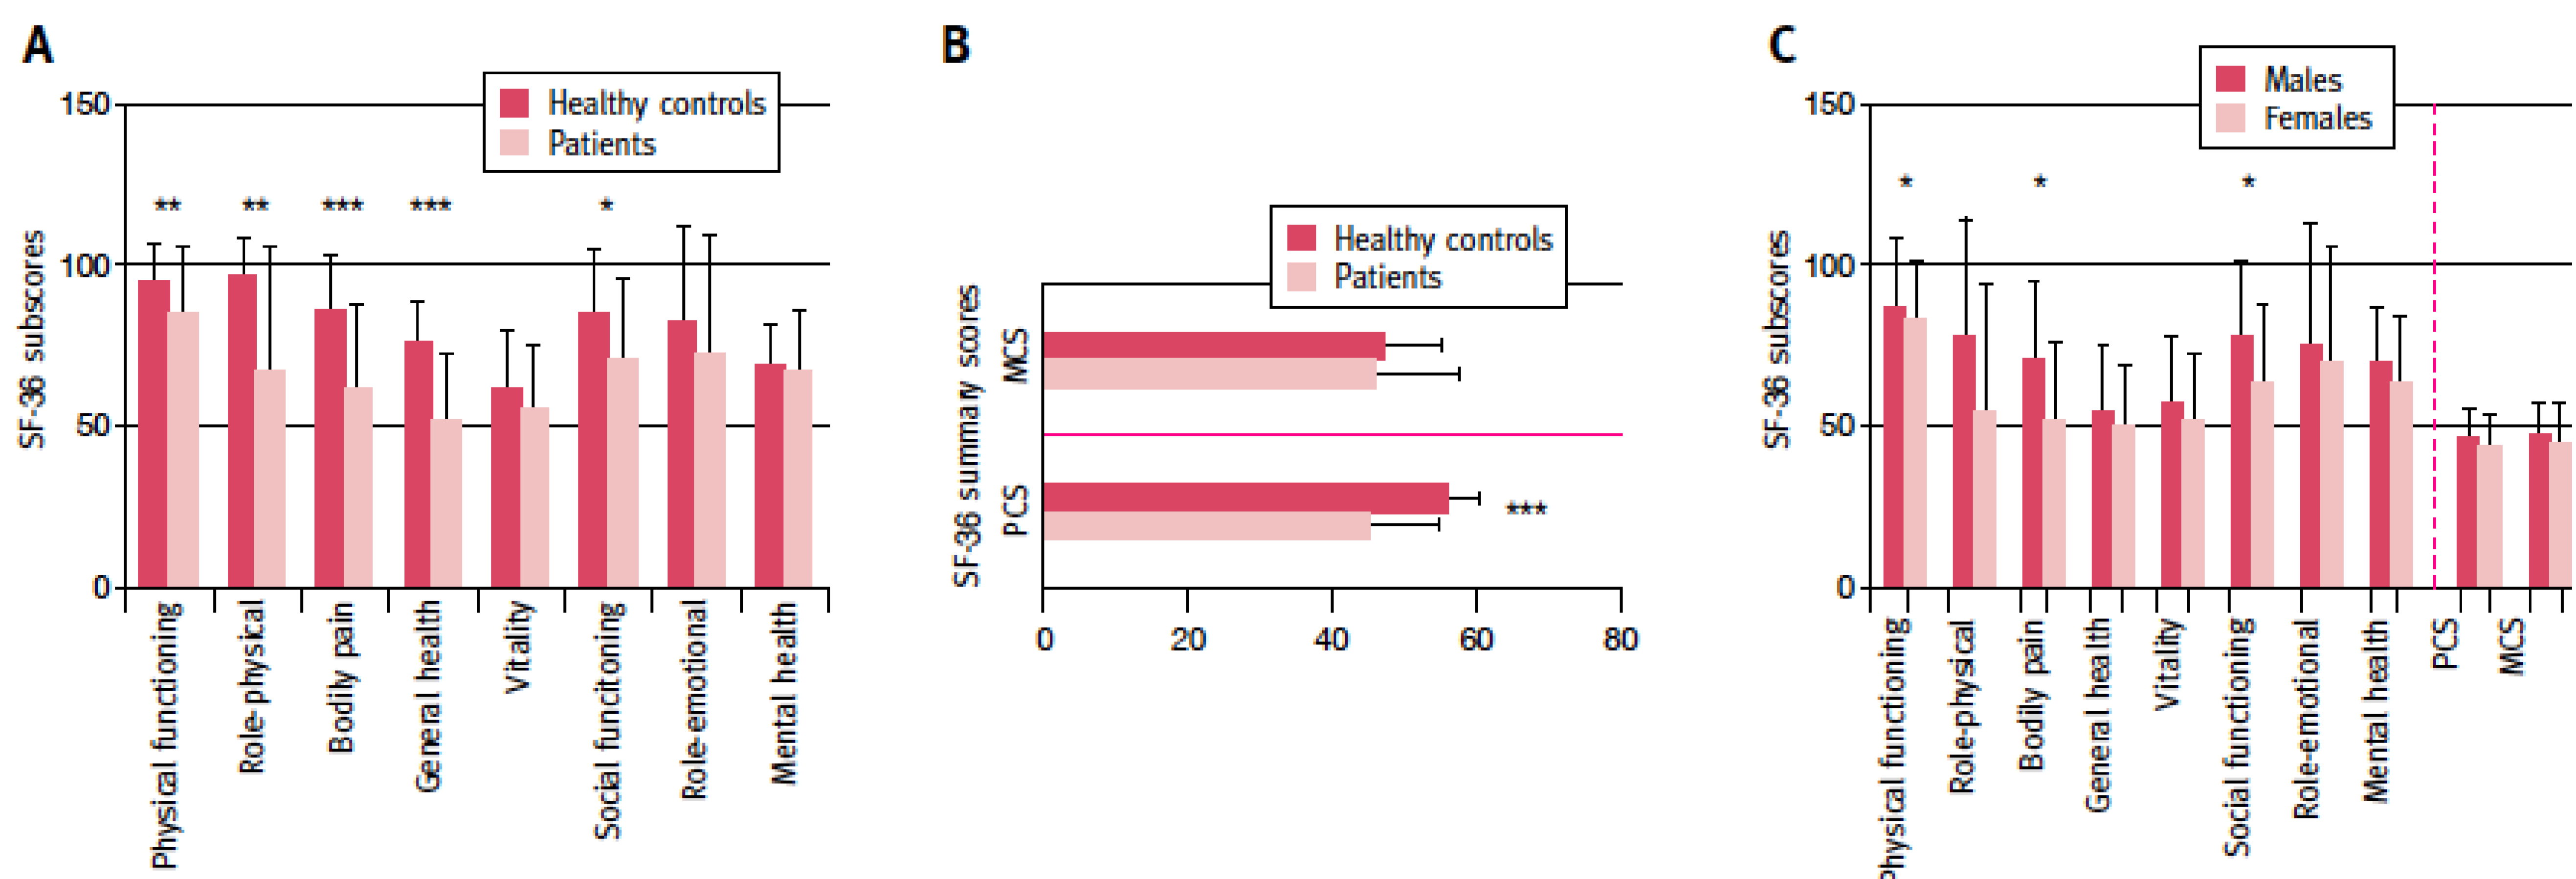 A
150
100
50
0
SF-36 subscores
Healthy controls
Patients
**
**
***
***
*
Physical functioning
Role-physical
Bodily pain
General health
Vitality
Social funcitoning
Role-emotional
Mental health
B
SF-36 summary scores
MCS
PCS
Healthy controls
Patients
***
0
20
40
60
80
C
150
100
50
0
SF-36 subscores
Males
Females
*
*
*
Physical functioning
Role-physical
Bodily pain
General health
Vitality
Social functioning
Role-emotional
Mental health
PCS
MCS